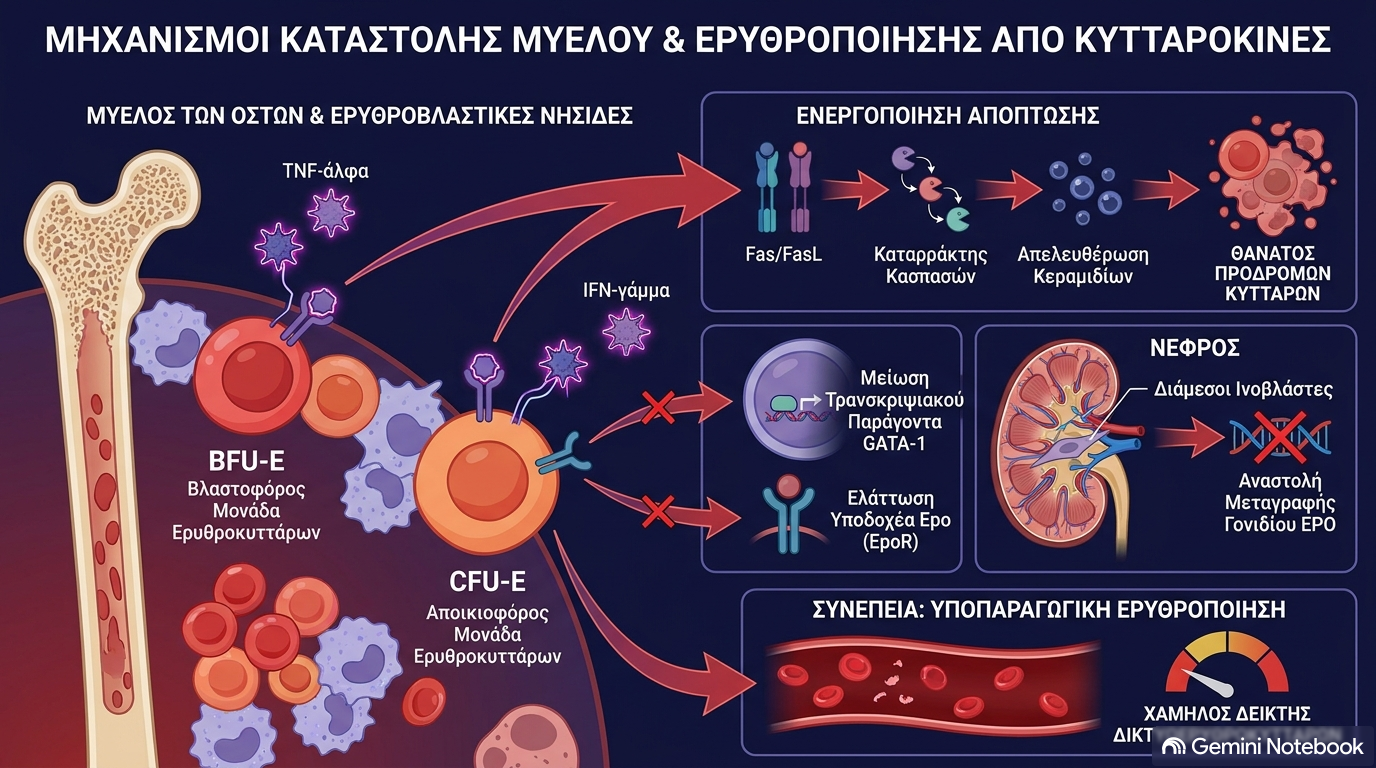 ΜΗΧΑΝΙΣΜΟΙ ΚΑΤΑΣΤΟΛΗΣ ΜΥΕΛΟΥ & ΕΡΥΘΡΟΠΟΙΗΣΗΣ ΑΠΟ ΚΥΤΤΑΡΟΚΙΝΕΣ
ΜΥΕΛΟΣ ΤΩΝ ΟΣΤΩΝ & ΕΡΥΘΡΟΒΛΑΣΤΙΚΕΣ ΝΗΣΙΔΕΣ
TNF-άλφα
IFN-γάμμα
BFU-E
Βλαστοφόρος
Μονάδα
Ερυθροκυττάρων
CFU-E
Αποικιοφόρος
Μονάδα
Ερυθροκυττάρων
ΕΝΕΡΓΟΠΟΙΗΣΗ ΑΠΟΠΤΩΣΗΣ
Fas/FasL
Καταρράκτης
Κασπασών
Απελευθέρωση
Κεραμιδίων
ΘΑΝΑΤΟΣ
ΠΡΟΔΡΟΜΩΝ
ΚΥΤΤΑΡΩΝ
Μείωση
Τρανσκριψιακού
Παράγοντα
GATA-1
Ελάττωση
Υποδοχέα Epo
(EpoR)
ΝΕΦΡΟΣ
Διάμεσοι Ινοβλάστες
Αναστολή
Μεταγραφής
Γονιδίου EPO
ΣΥΝΕΠΕΙΑ: ΥΠΟΠΑΡΑΓΩΓΙΚΗ ΕΡΥΘΡΟΠΟΙΗΣΗ
ΧΑΜΗΛΟΣ ΔΕΙΚΤΗΣ
Gemini Notebook